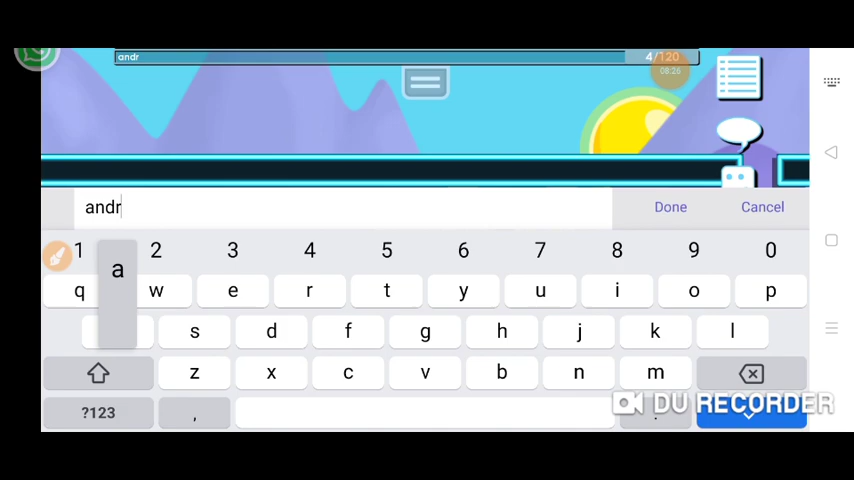 andr 4/120
08:26
andr Done Cancel
1 2 3 4 5 6 7 8 9 0
a
q w e r t y u i o p
s d f g h j k l
z x c v b n m
?123 , .
DU RECORDER